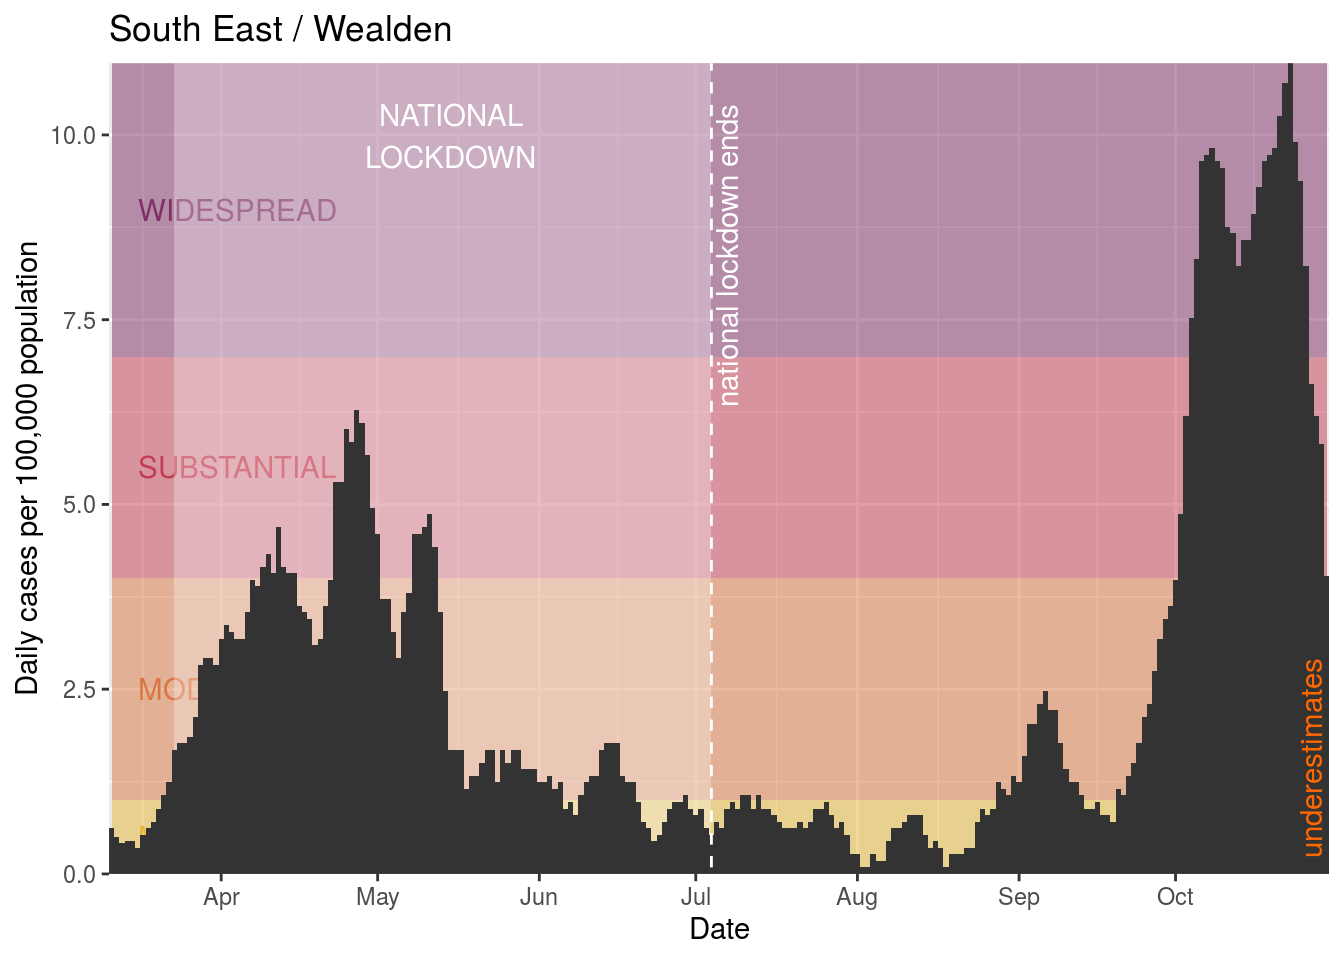 South East / Wealden
NATIONAL
LOCKDOWN
national lockdown ends
WIDESPREAD
SUBSTANTIAL
MOD
underestimates
Daily cases per 100,000 population
10.0
7.5
5.0
2.5
0.0
Apr May Jun Jul Aug Sep Oct
Date